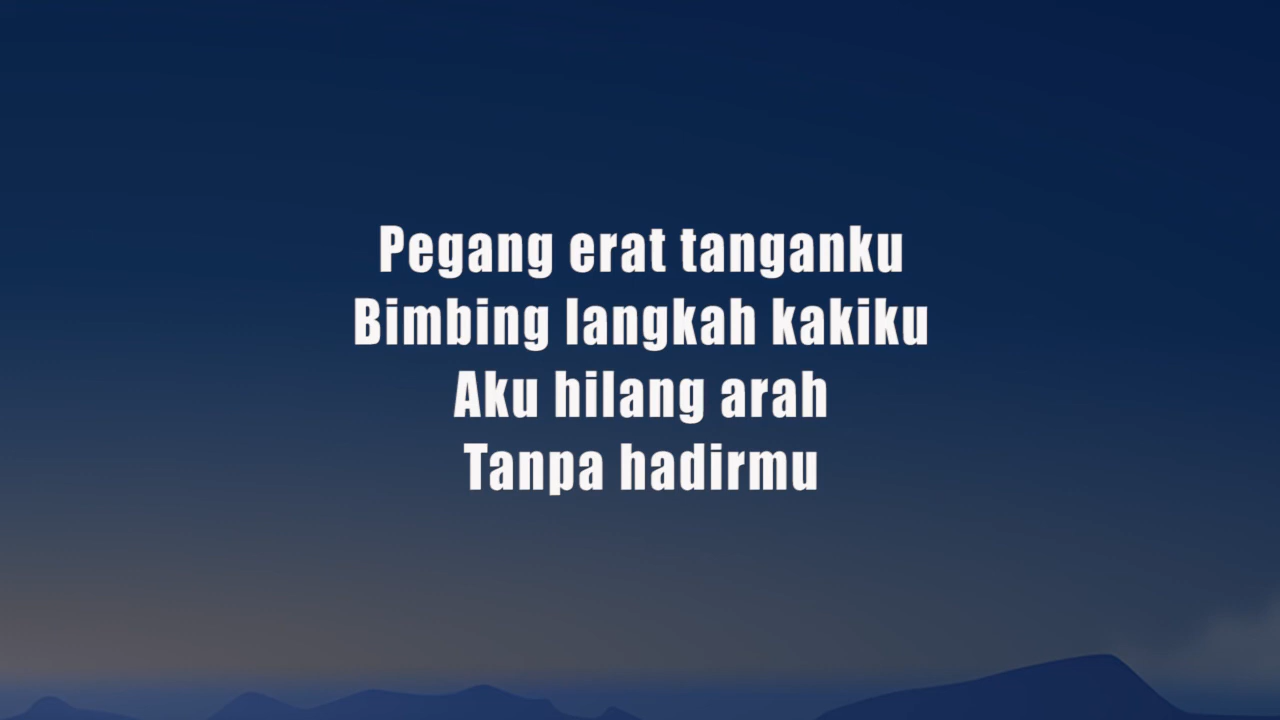 Pegang erat tanganku
Bimbing langkah kakiku
Aku hilang arah
Tanpa hadirmu